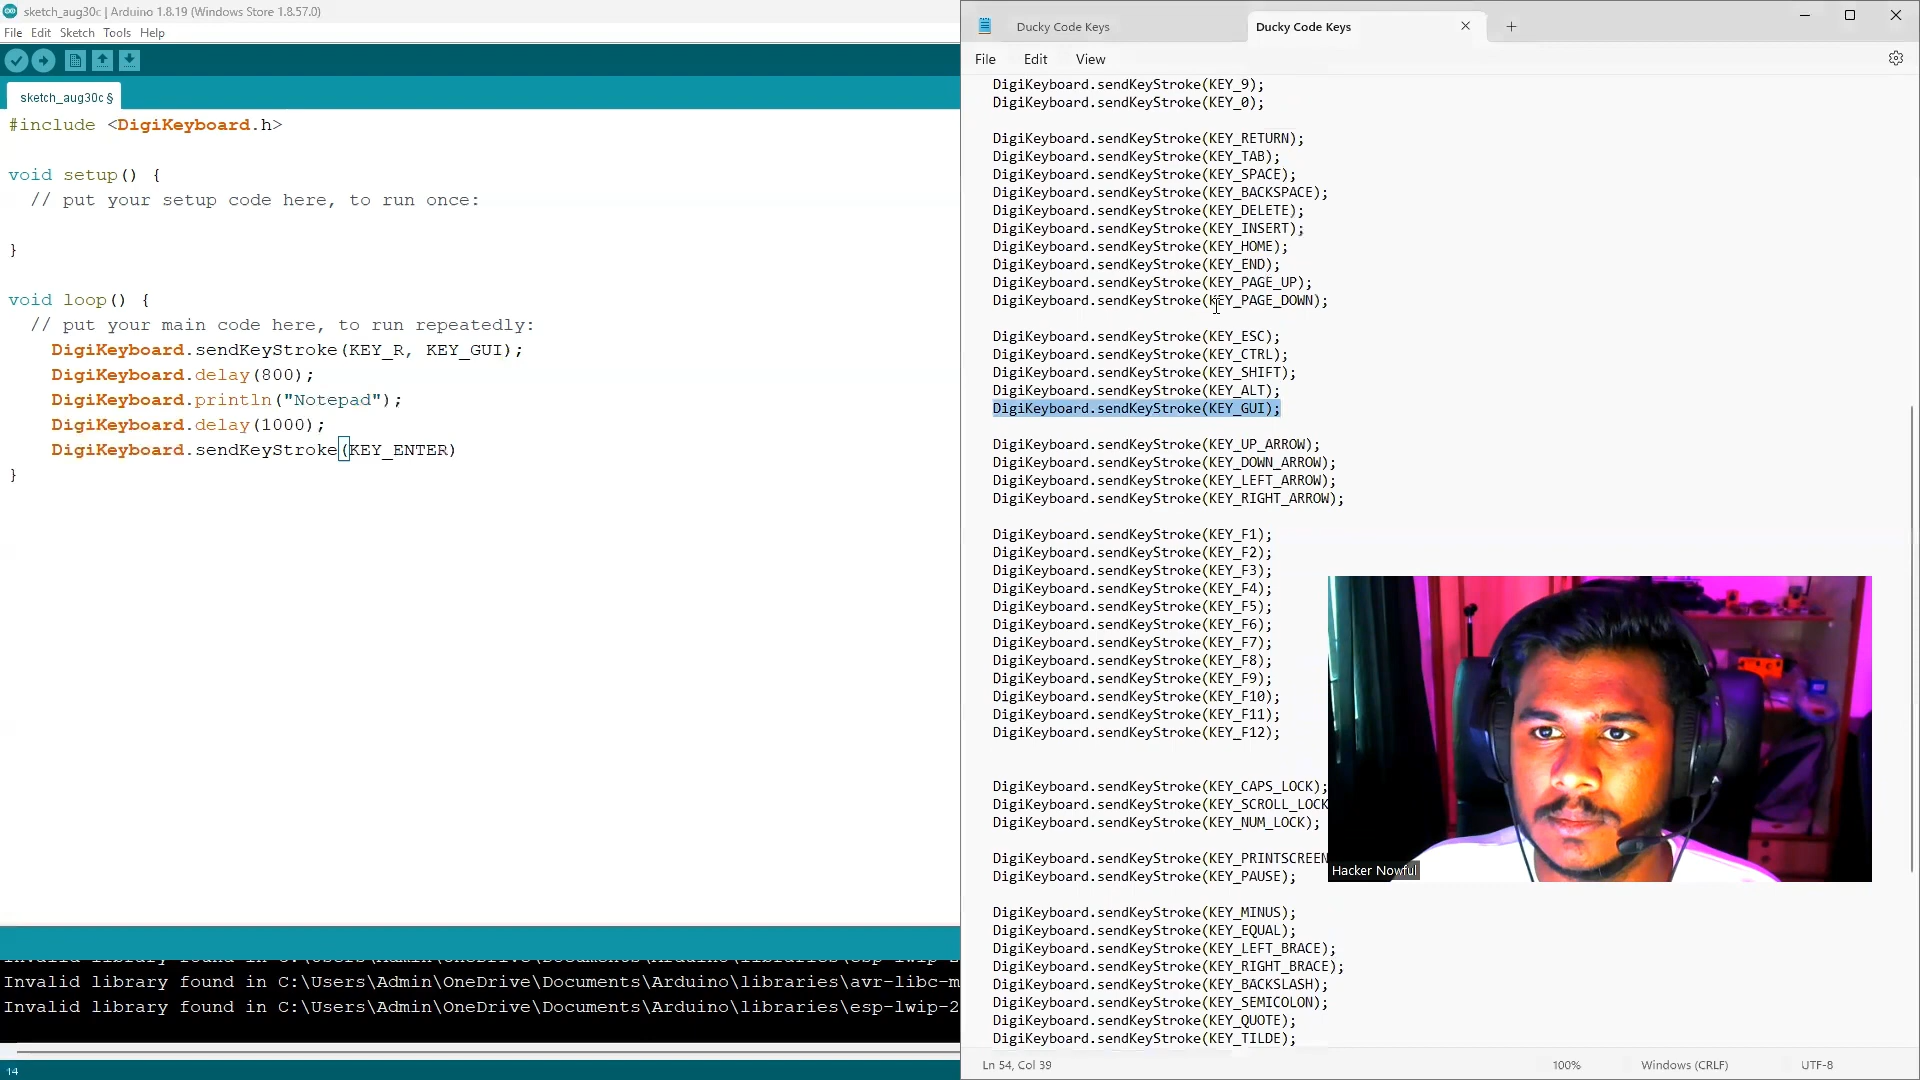 sketch_aug30c | Arduino 1.8.19 (Windows Store 1.8.57.0)
File Edit Sketch Tools Help
sketch_aug30c §
#include <DigiKeyboard.h>
void setup() {
// put your setup code here, to run once:
}
void loop() {
// put your main code here, to run repeatedly:
DigiKeyboard.sendKeyStroke(KEY_R, KEY_GUI);
DigiKeyboard.delay(800);
DigiKeyboard.println("Notepad");
DigiKeyboard.delay(1000);
DigiKeyboard.sendKeyStroke(KEY_ENTER)
}
Invalid library found in C:\Users\Admin\OneDrive\Documents\Arduino\libraries\esp-lwip-2
Invalid library found in C:\Users\Admin\OneDrive\Documents\Arduino\libraries\avr-libc-m
Invalid library found in C:\Users\Admin\OneDrive\Documents\Arduino\libraries\esp-lwip-2
14
Ducky Code Keys
Ducky Code Keys
File Edit View
DigiKeyboard.sendKeyStroke(KEY_9);
DigiKeyboard.sendKeyStroke(KEY_0);
DigiKeyboard.sendKeyStroke(KEY_RETURN);
DigiKeyboard.sendKeyStroke(KEY_TAB);
DigiKeyboard.sendKeyStroke(KEY_SPACE);
DigiKeyboard.sendKeyStroke(KEY_BACKSPACE);
DigiKeyboard.sendKeyStroke(KEY_DELETE);
DigiKeyboard.sendKeyStroke(KEY_INSERT);
DigiKeyboard.sendKeyStroke(KEY_HOME);
DigiKeyboard.sendKeyStroke(KEY_END);
DigiKeyboard.sendKeyStroke(KEY_PAGE_UP);
DigiKeyboard.sendKeyStroke(KEY_PAGE_DOWN);
DigiKeyboard.sendKeyStroke(KEY_ESC);
DigiKeyboard.sendKeyStroke(KEY_CTRL);
DigiKeyboard.sendKeyStroke(KEY_SHIFT);
DigiKeyboard.sendKeyStroke(KEY_ALT);
DigiKeyboard.sendKeyStroke(KEY_GUI);
DigiKeyboard.sendKeyStroke(KEY_UP_ARROW);
DigiKeyboard.sendKeyStroke(KEY_DOWN_ARROW);
DigiKeyboard.sendKeyStroke(KEY_LEFT_ARROW);
DigiKeyboard.sendKeyStroke(KEY_RIGHT_ARROW);
DigiKeyboard.sendKeyStroke(KEY_F1);
DigiKeyboard.sendKeyStroke(KEY_F2);
DigiKeyboard.sendKeyStroke(KEY_F3);
DigiKeyboard.sendKeyStroke(KEY_F4);
DigiKeyboard.sendKeyStroke(KEY_F5);
DigiKeyboard.sendKeyStroke(KEY_F6);
DigiKeyboard.sendKeyStroke(KEY_F7);
DigiKeyboard.sendKeyStroke(KEY_F8);
DigiKeyboard.sendKeyStroke(KEY_F9);
DigiKeyboard.sendKeyStroke(KEY_F10);
DigiKeyboard.sendKeyStroke(KEY_F11);
DigiKeyboard.sendKeyStroke(KEY_F12);
DigiKeyboard.sendKeyStroke(KEY_CAPS_LOCK);
DigiKeyboard.sendKeyStroke(KEY_SCROLL_LOCK
DigiKeyboard.sendKeyStroke(KEY_NUM_LOCK);
DigiKeyboard.sendKeyStroke(KEY_PRINTSCREEN
DigiKeyboard.sendKeyStroke(KEY_PAUSE);
DigiKeyboard.sendKeyStroke(KEY_MINUS);
DigiKeyboard.sendKeyStroke(KEY_EQUAL);
DigiKeyboard.sendKeyStroke(KEY_LEFT_BRACE);
DigiKeyboard.sendKeyStroke(KEY_RIGHT_BRACE);
DigiKeyboard.sendKeyStroke(KEY_BACKSLASH);
DigiKeyboard.sendKeyStroke(KEY_SEMICOLON);
DigiKeyboard.sendKeyStroke(KEY_QUOTE);
DigiKeyboard.sendKeyStroke(KEY_TILDE);
Hacker Nowful
Ln 54, Col 39 100% Windows (CRLF) UTF-8